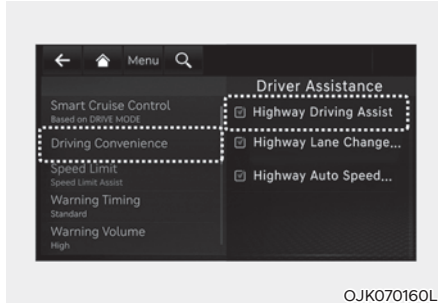 Menu
Driver Assistance
Smart Cruise Control
Based on DRIVE MODE
Driving Convenience
Speed Limit
Speed Limit Assist
Warning Timing
Standard
Warning Volume
High
Highway Driving Assist
Highway Lane Change...
Highway Auto Speed...
OJK070160L